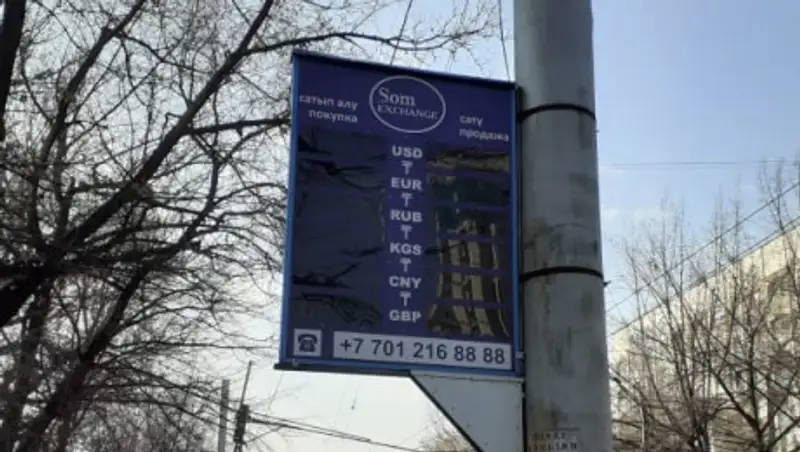 Som
EXCHANGE
сатып алу
покупка
сату
продажа
USD
₸
EUR
₸
RUB
₸
KGS
₸
CNY
₸
GBP
+7 701 216 88 88